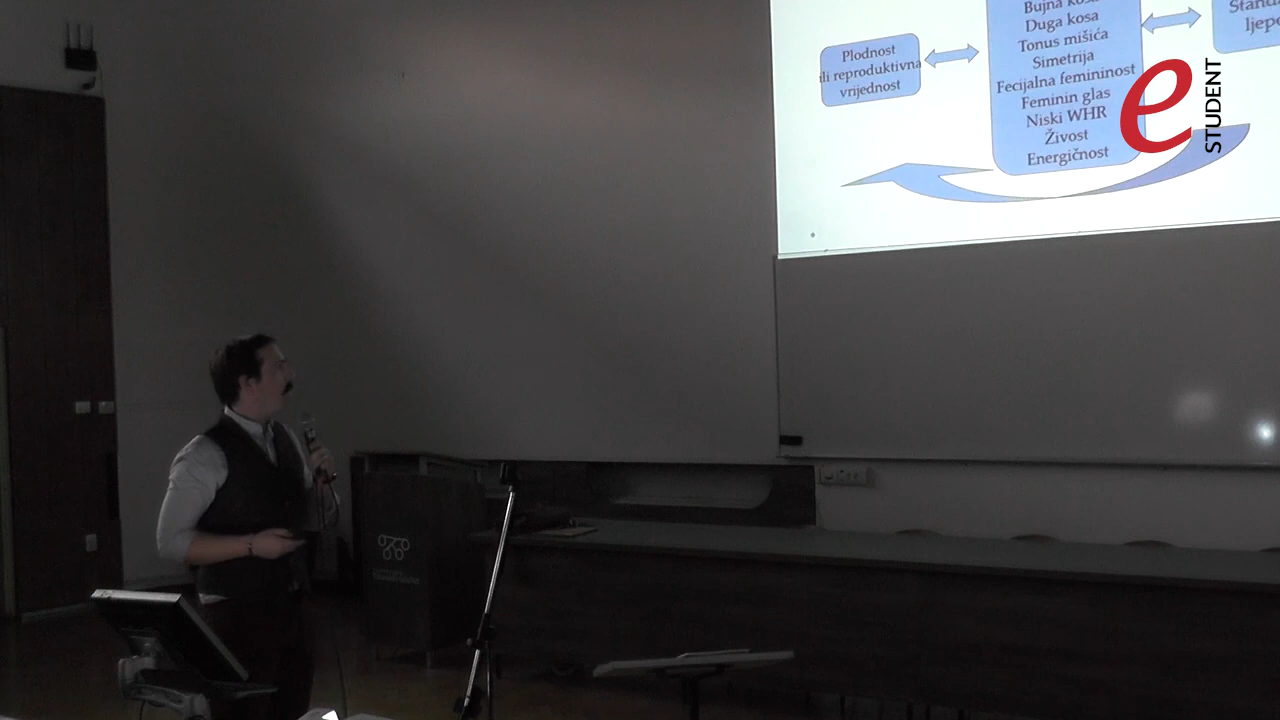 Plodnost
ili reproduktivna
vrijednost
Bujna kosa
Duga kosa
Tonus mišića
Simetrija
Fecijalna femininost
Feminin glas
Niski WHR
Živost
Energičnost
ljepo
e STUDENT